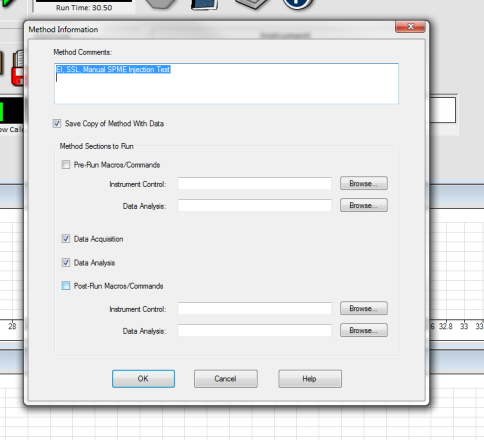 Run Time: 30.50
Method Information
Method Comments:
EI, SSL, Manual SPME Injection Test
Save Copy of Method With Data
Method Sections to Run
Pre-Run Macros/Commands
Instrument Control:
Browse...
Data Analysis:
Browse...
Data Acquisition
Data Analysis
Post-Run Macros/Commands
Instrument Control:
Browse...
Data Analysis:
Browse...
28
6 32.8 33 33
OK
Cancel
Help